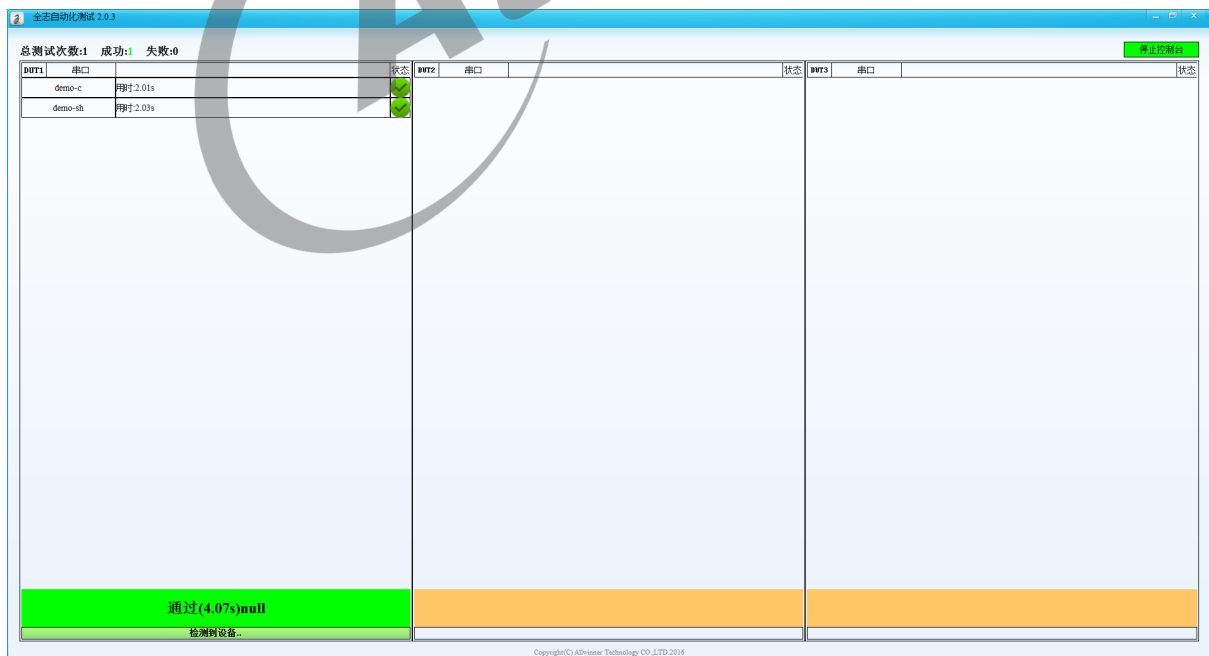 全志自动化测试 2.0.3
总测试次数:1 成功:1 失败:0
停止控制台
DUT1 串口 状态
demo-c 用时:2.01s
demo-sh 用时:2.03s
通过(4.07s)null
检测到设备..
DUT2 串口 状态
DUT3 串口 状态
Copyright(C) Allwinner Technology CO.,LTD.2016